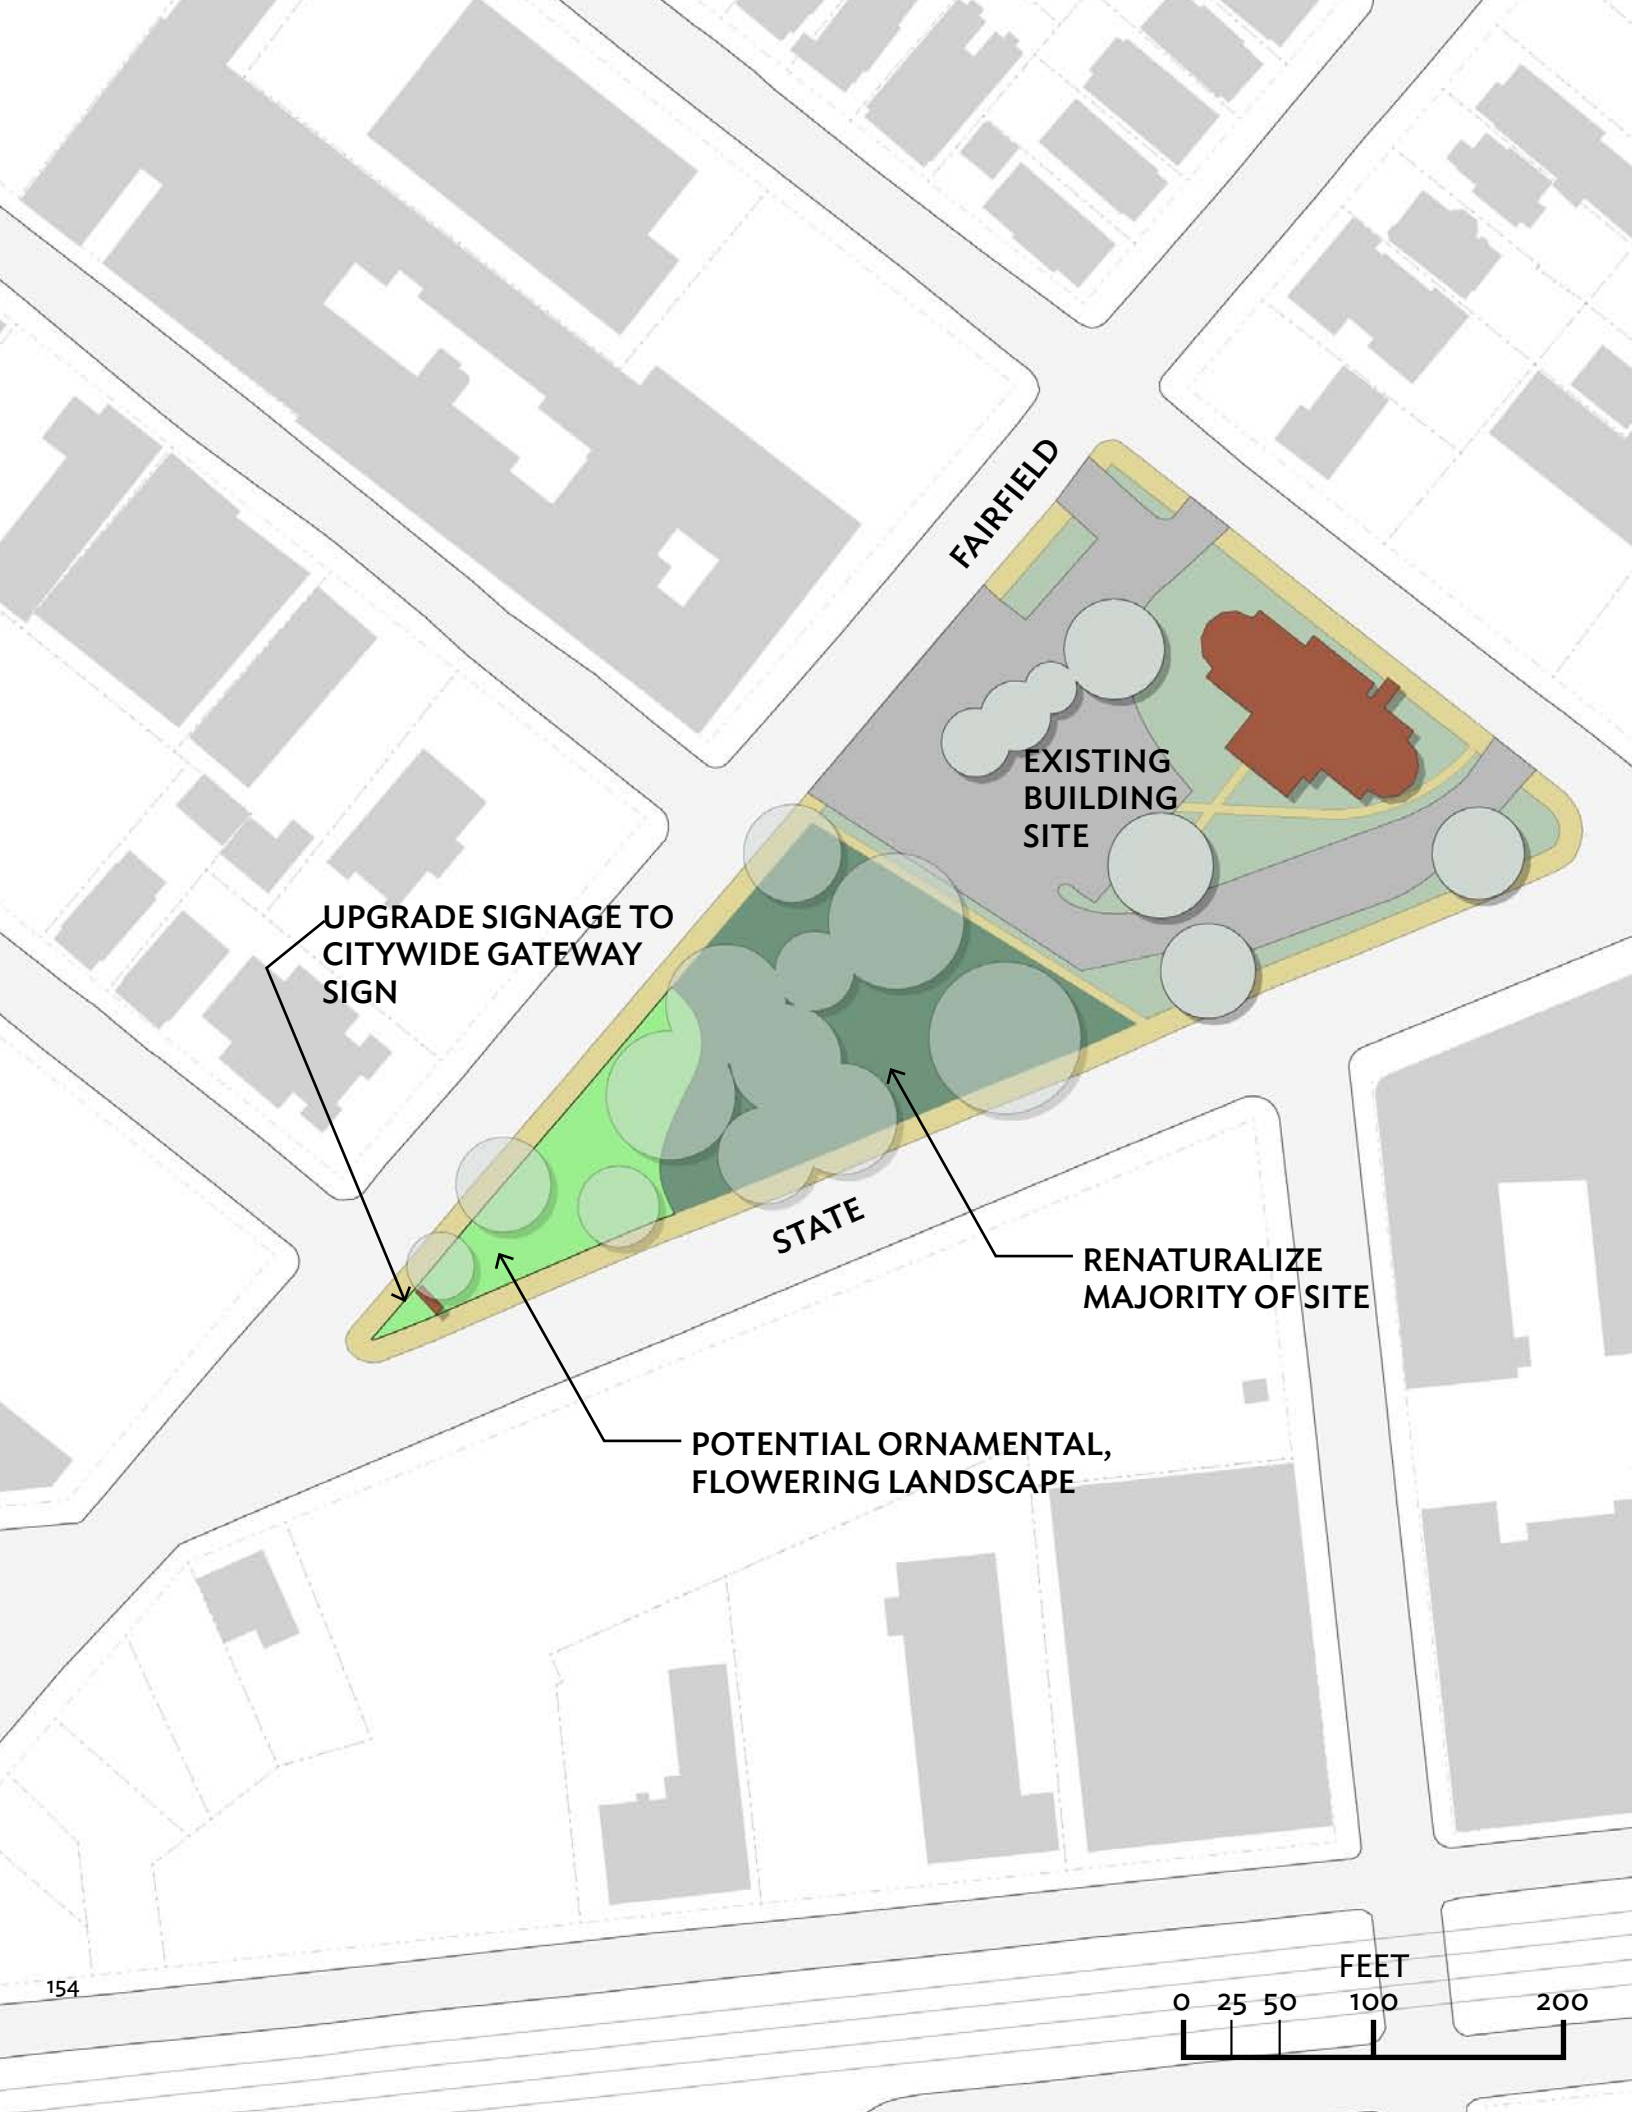 FAIRFIELD
EXISTING
BUILDING
SITE
UPGRADE SIGNAGE TO
CITYWIDE GATEWAY
SIGN
STATE
RENATURALIZE
MAJORITY OF SITE
POTENTIAL ORNAMENTAL,
FLOWERING LANDSCAPE
154
FEET
0 25 50 100 200